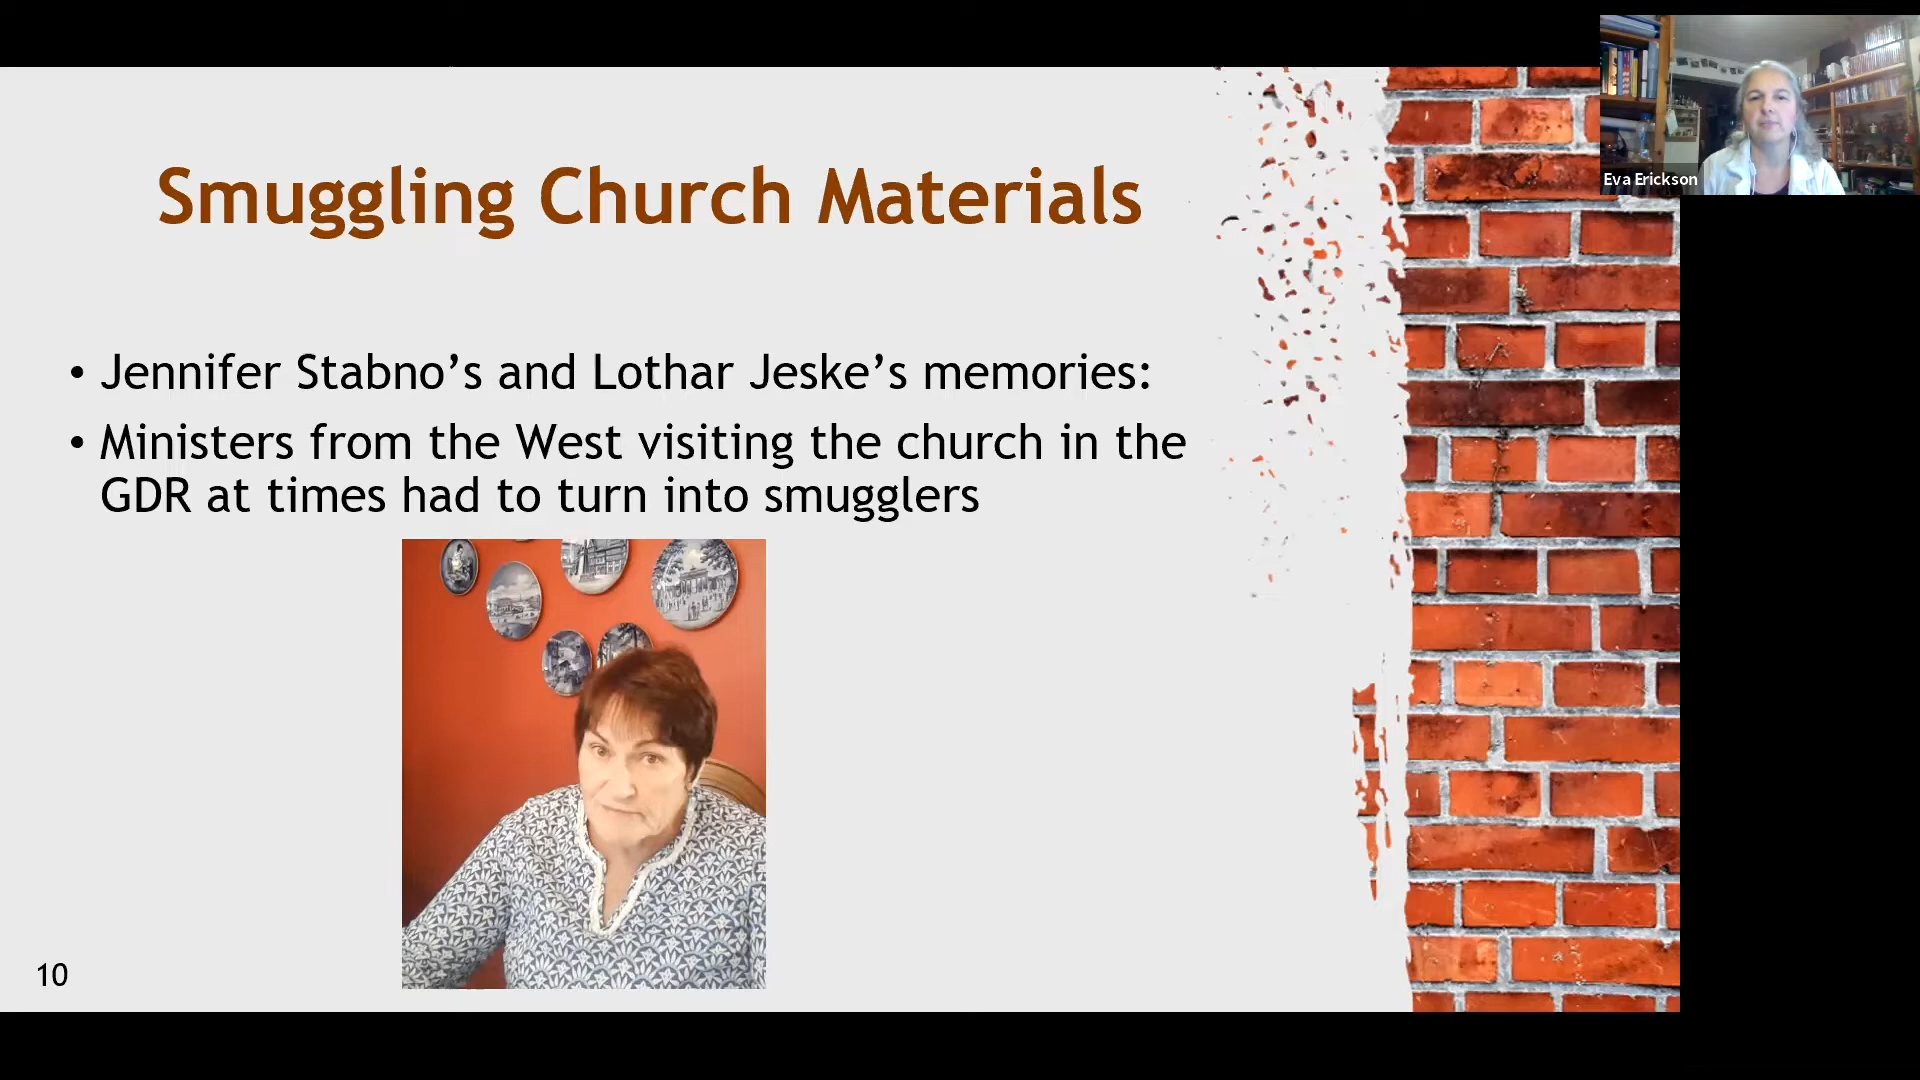 Eva Erickson
Smuggling Church Materials
• Jennifer Stabno’s and Lothar Jeske’s memories:
• Ministers from the West visiting the church in the
GDR at times had to turn into smugglers
10